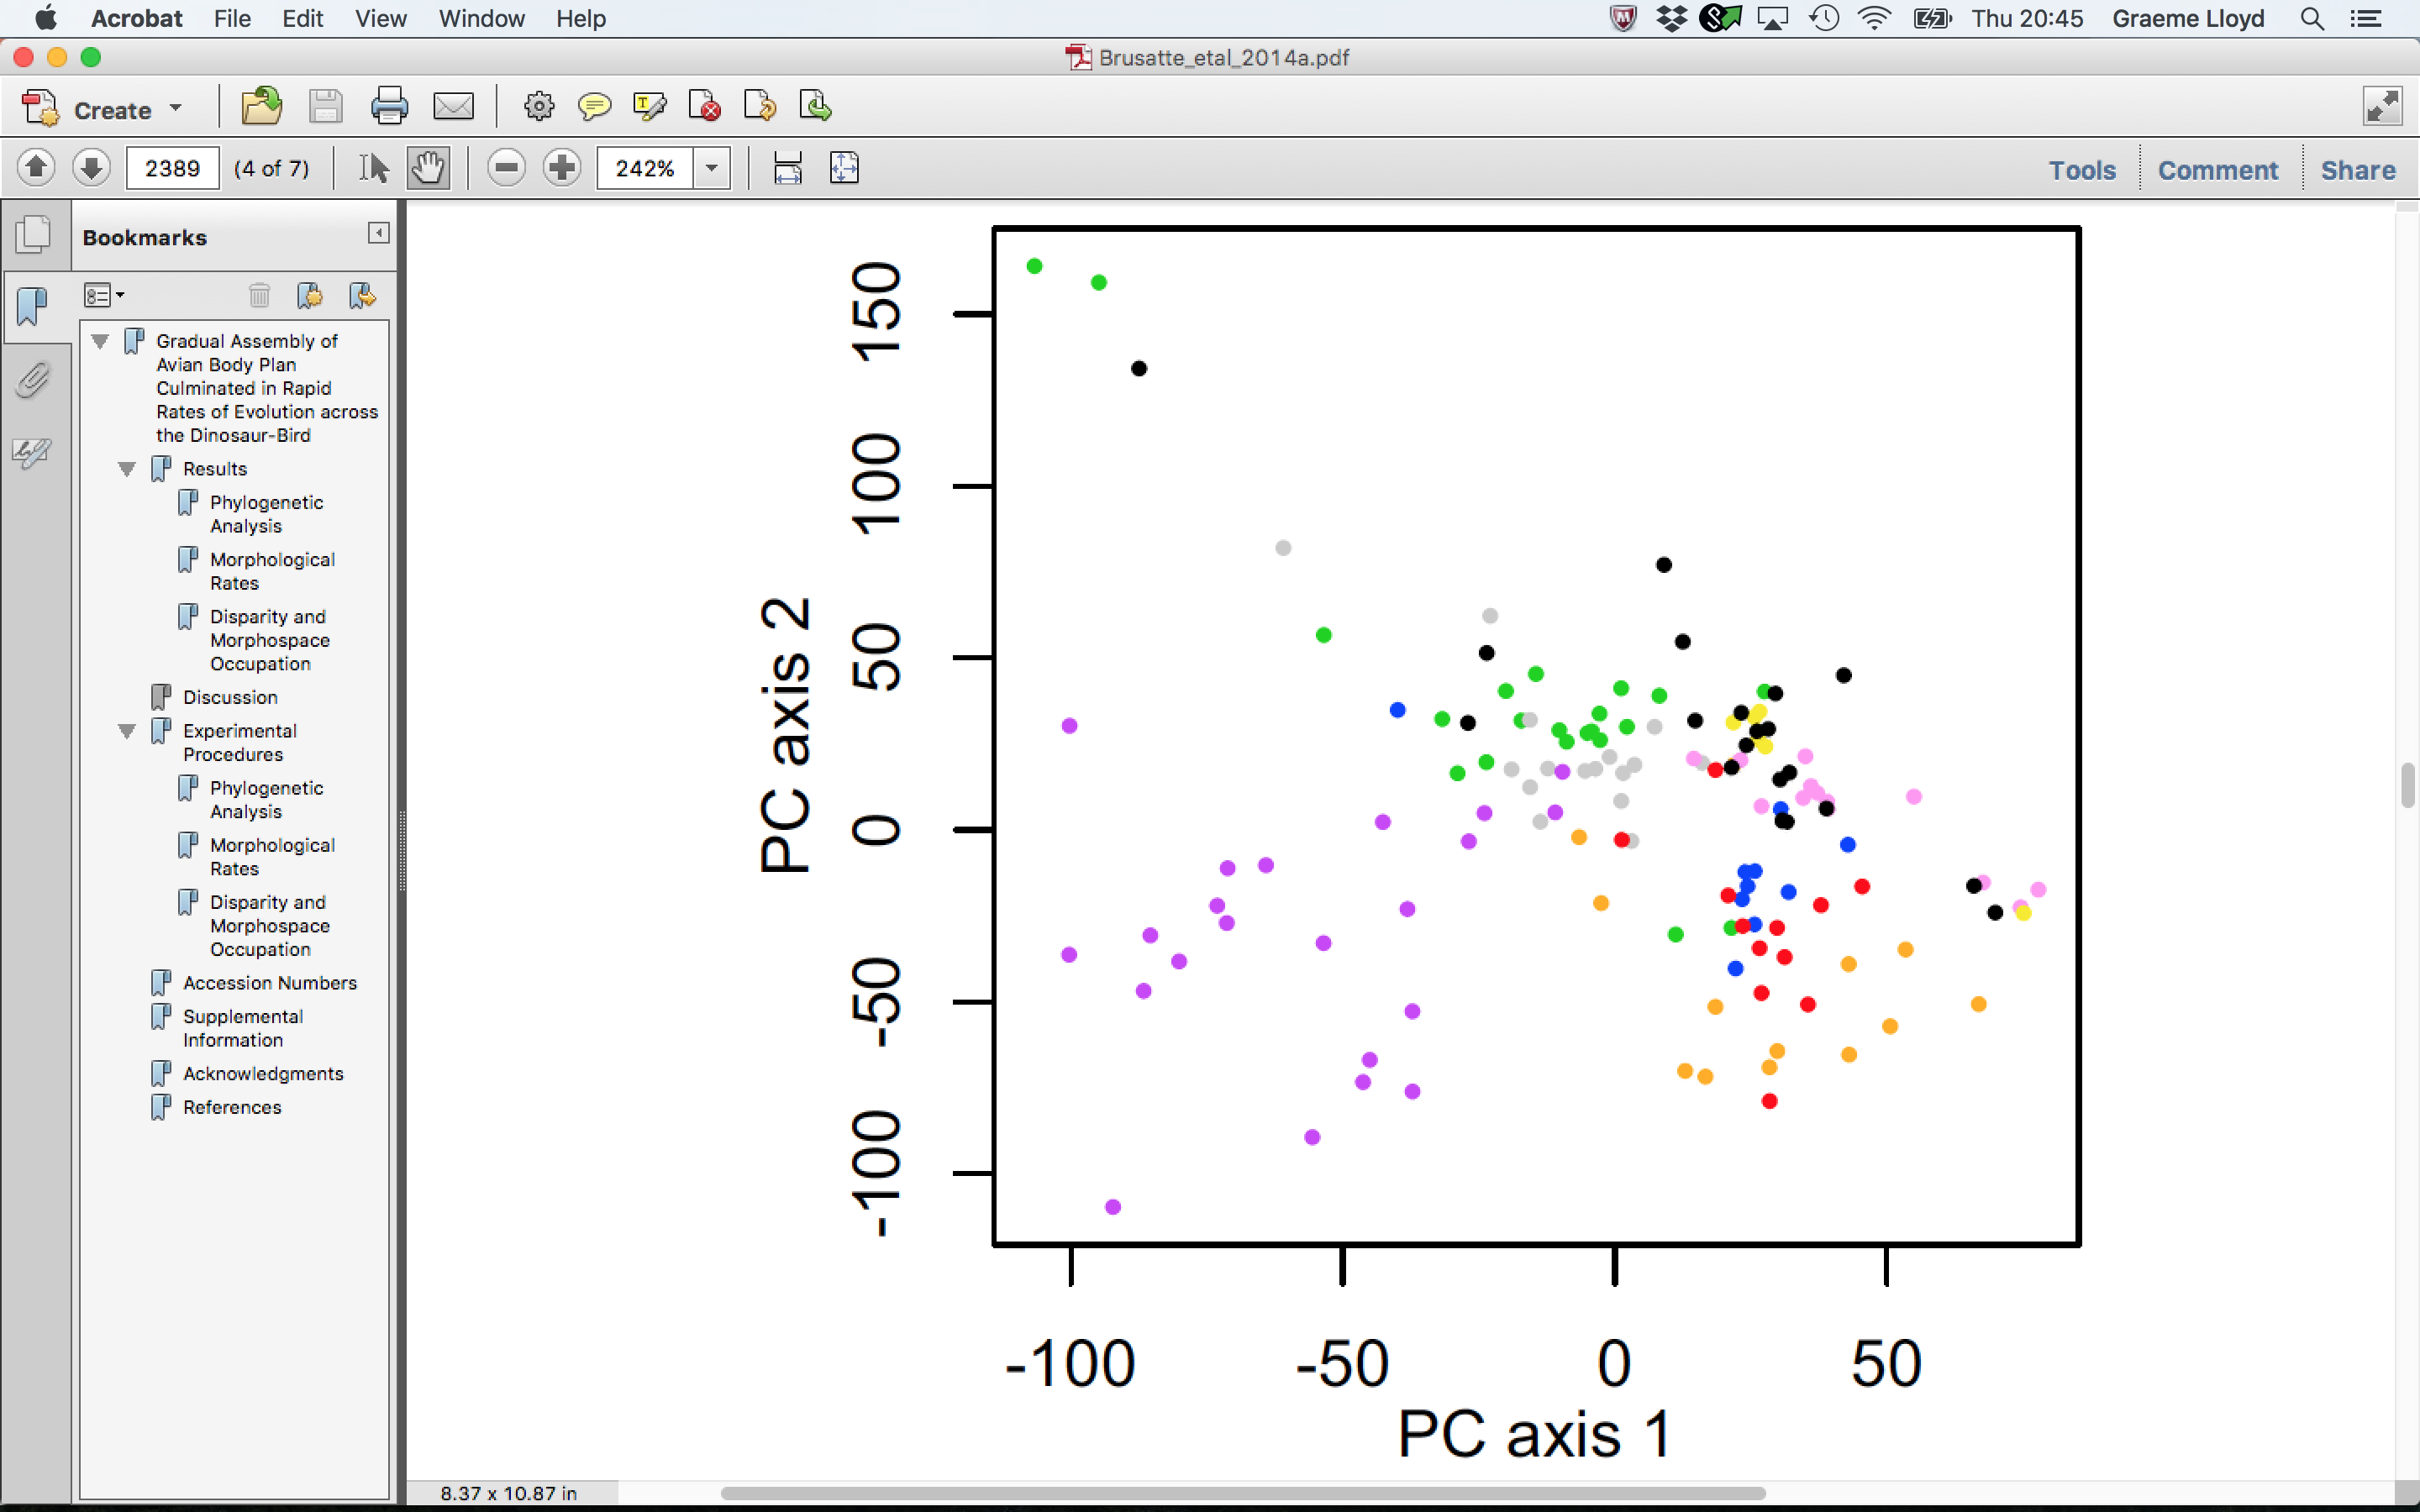 Acrobat File Edit View Window Help Thu 20:45 Graeme Lloyd
Brusatte_etal_2014a.pdf
Create
2389 (4 of 7) 242% Tools Comment Share
Bookmarks
Gradual Assembly of
Avian Body Plan
Culminated in Rapid
Rates of Evolution across
the Dinosaur-Bird
Results
Phylogenetic
Analysis
Morphological
Rates
Disparity and
Morphospace
Occupation
Discussion
Experimental
Procedures
Phylogenetic
Analysis
Morphological
Rates
Disparity and
Morphospace
Occupation
Accession Numbers
Supplemental
Information
Acknowledgments
References
PC axis 2
150
100
50
0
-50
-100
-100 -50 0 50
PC axis 1
8.37 x 10.87 in